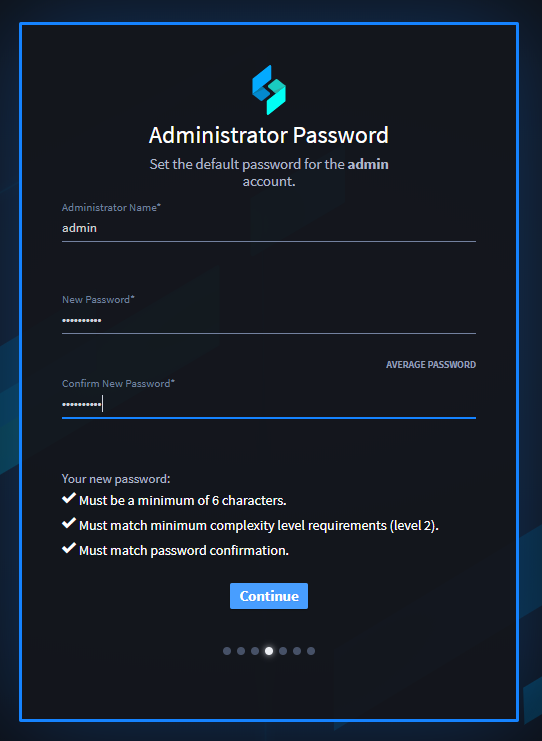 Administrator Password
Set the default password for the admin
account.
Administrator Name*
admin
New Password*
••••••••••
AVERAGE PASSWORD
Confirm New Password*
••••••••••
Your new password:
Must be a minimum of 6 characters.
Must match minimum complexity level requirements (level 2).
Must match password confirmation.
Continue